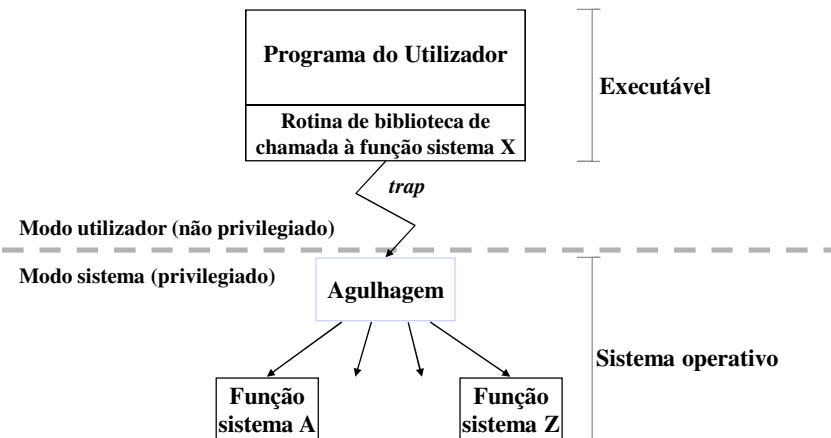 Programa do Utilizador
Executável
Rotina de biblioteca de
chamada à função sistema X
trap
Modo utilizador (não privilegiado)
Modo sistema (privilegiado)
Agulhagem
Sistema operativo
Função
sistema A
Função
sistema Z